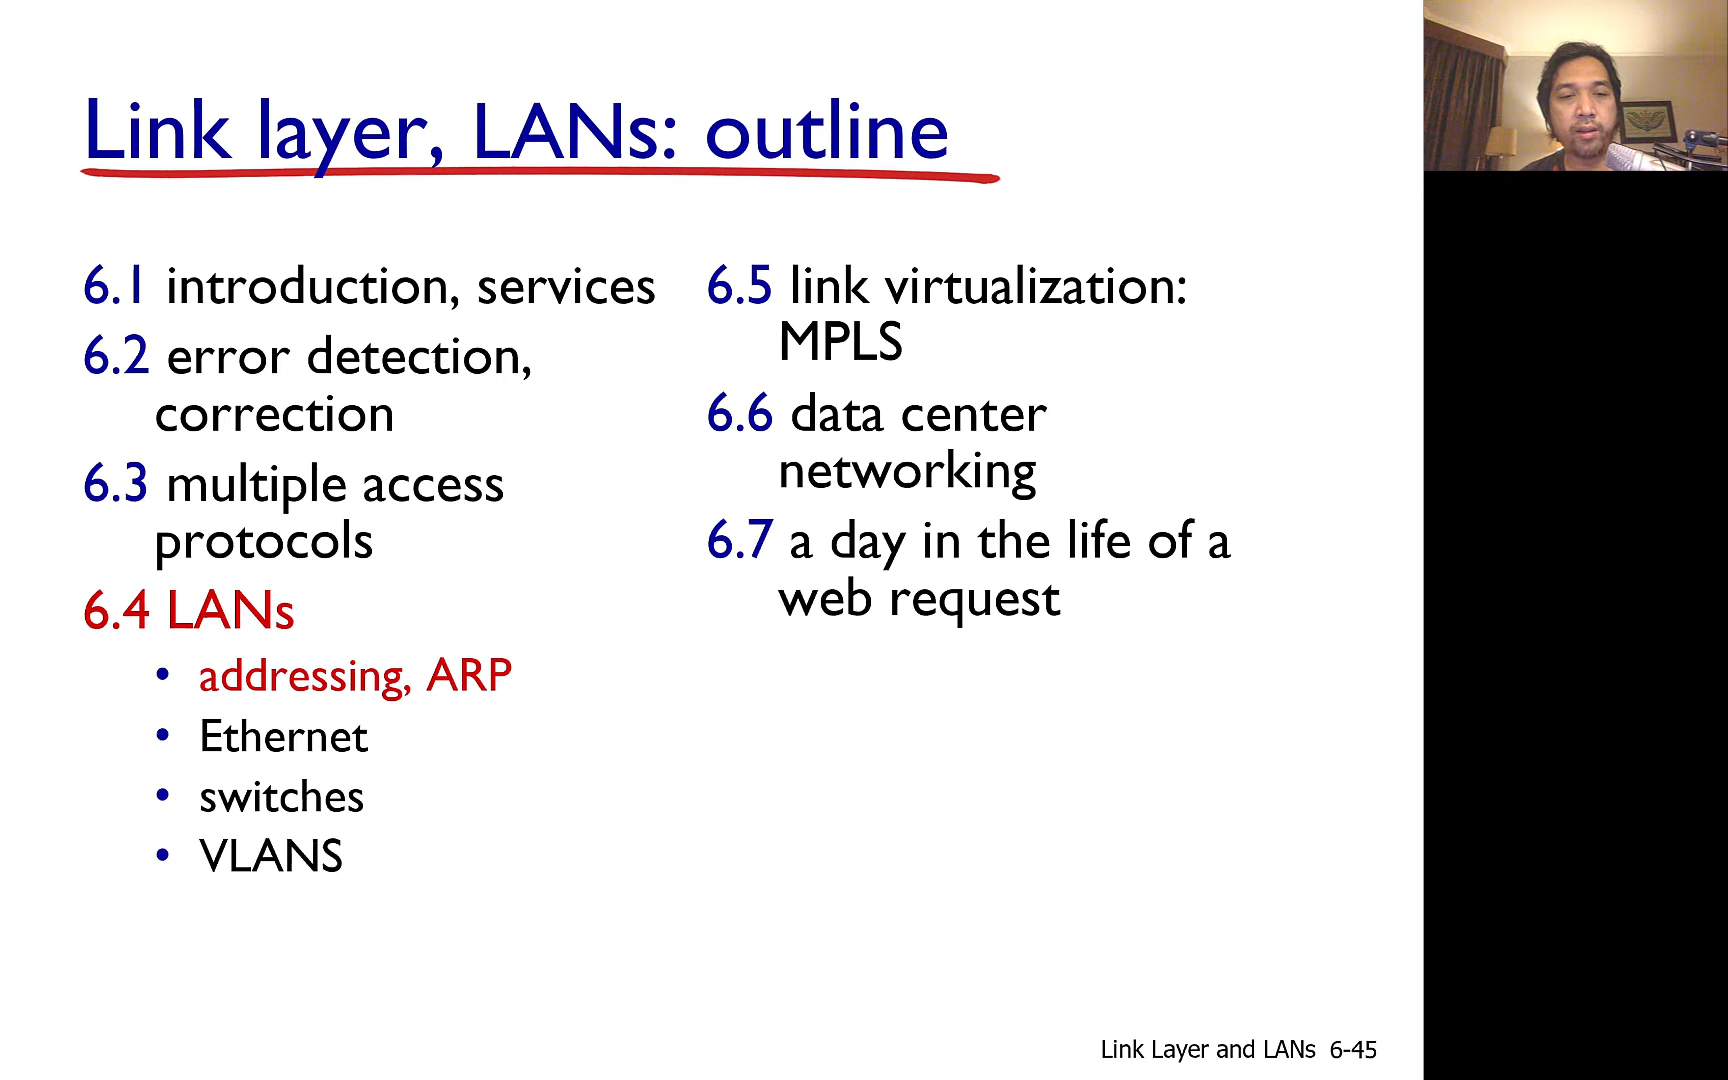 Link layer, LANs: outline
6.1 introduction, services
6.2 error detection,
correction
6.3 multiple access
protocols
6.4 LANs
• addressing, ARP
• Ethernet
• switches
• VLANS
6.5 link virtualization:
MPLS
6.6 data center
networking
6.7 a day in the life of a
web request
Link Layer and LANs 6-45